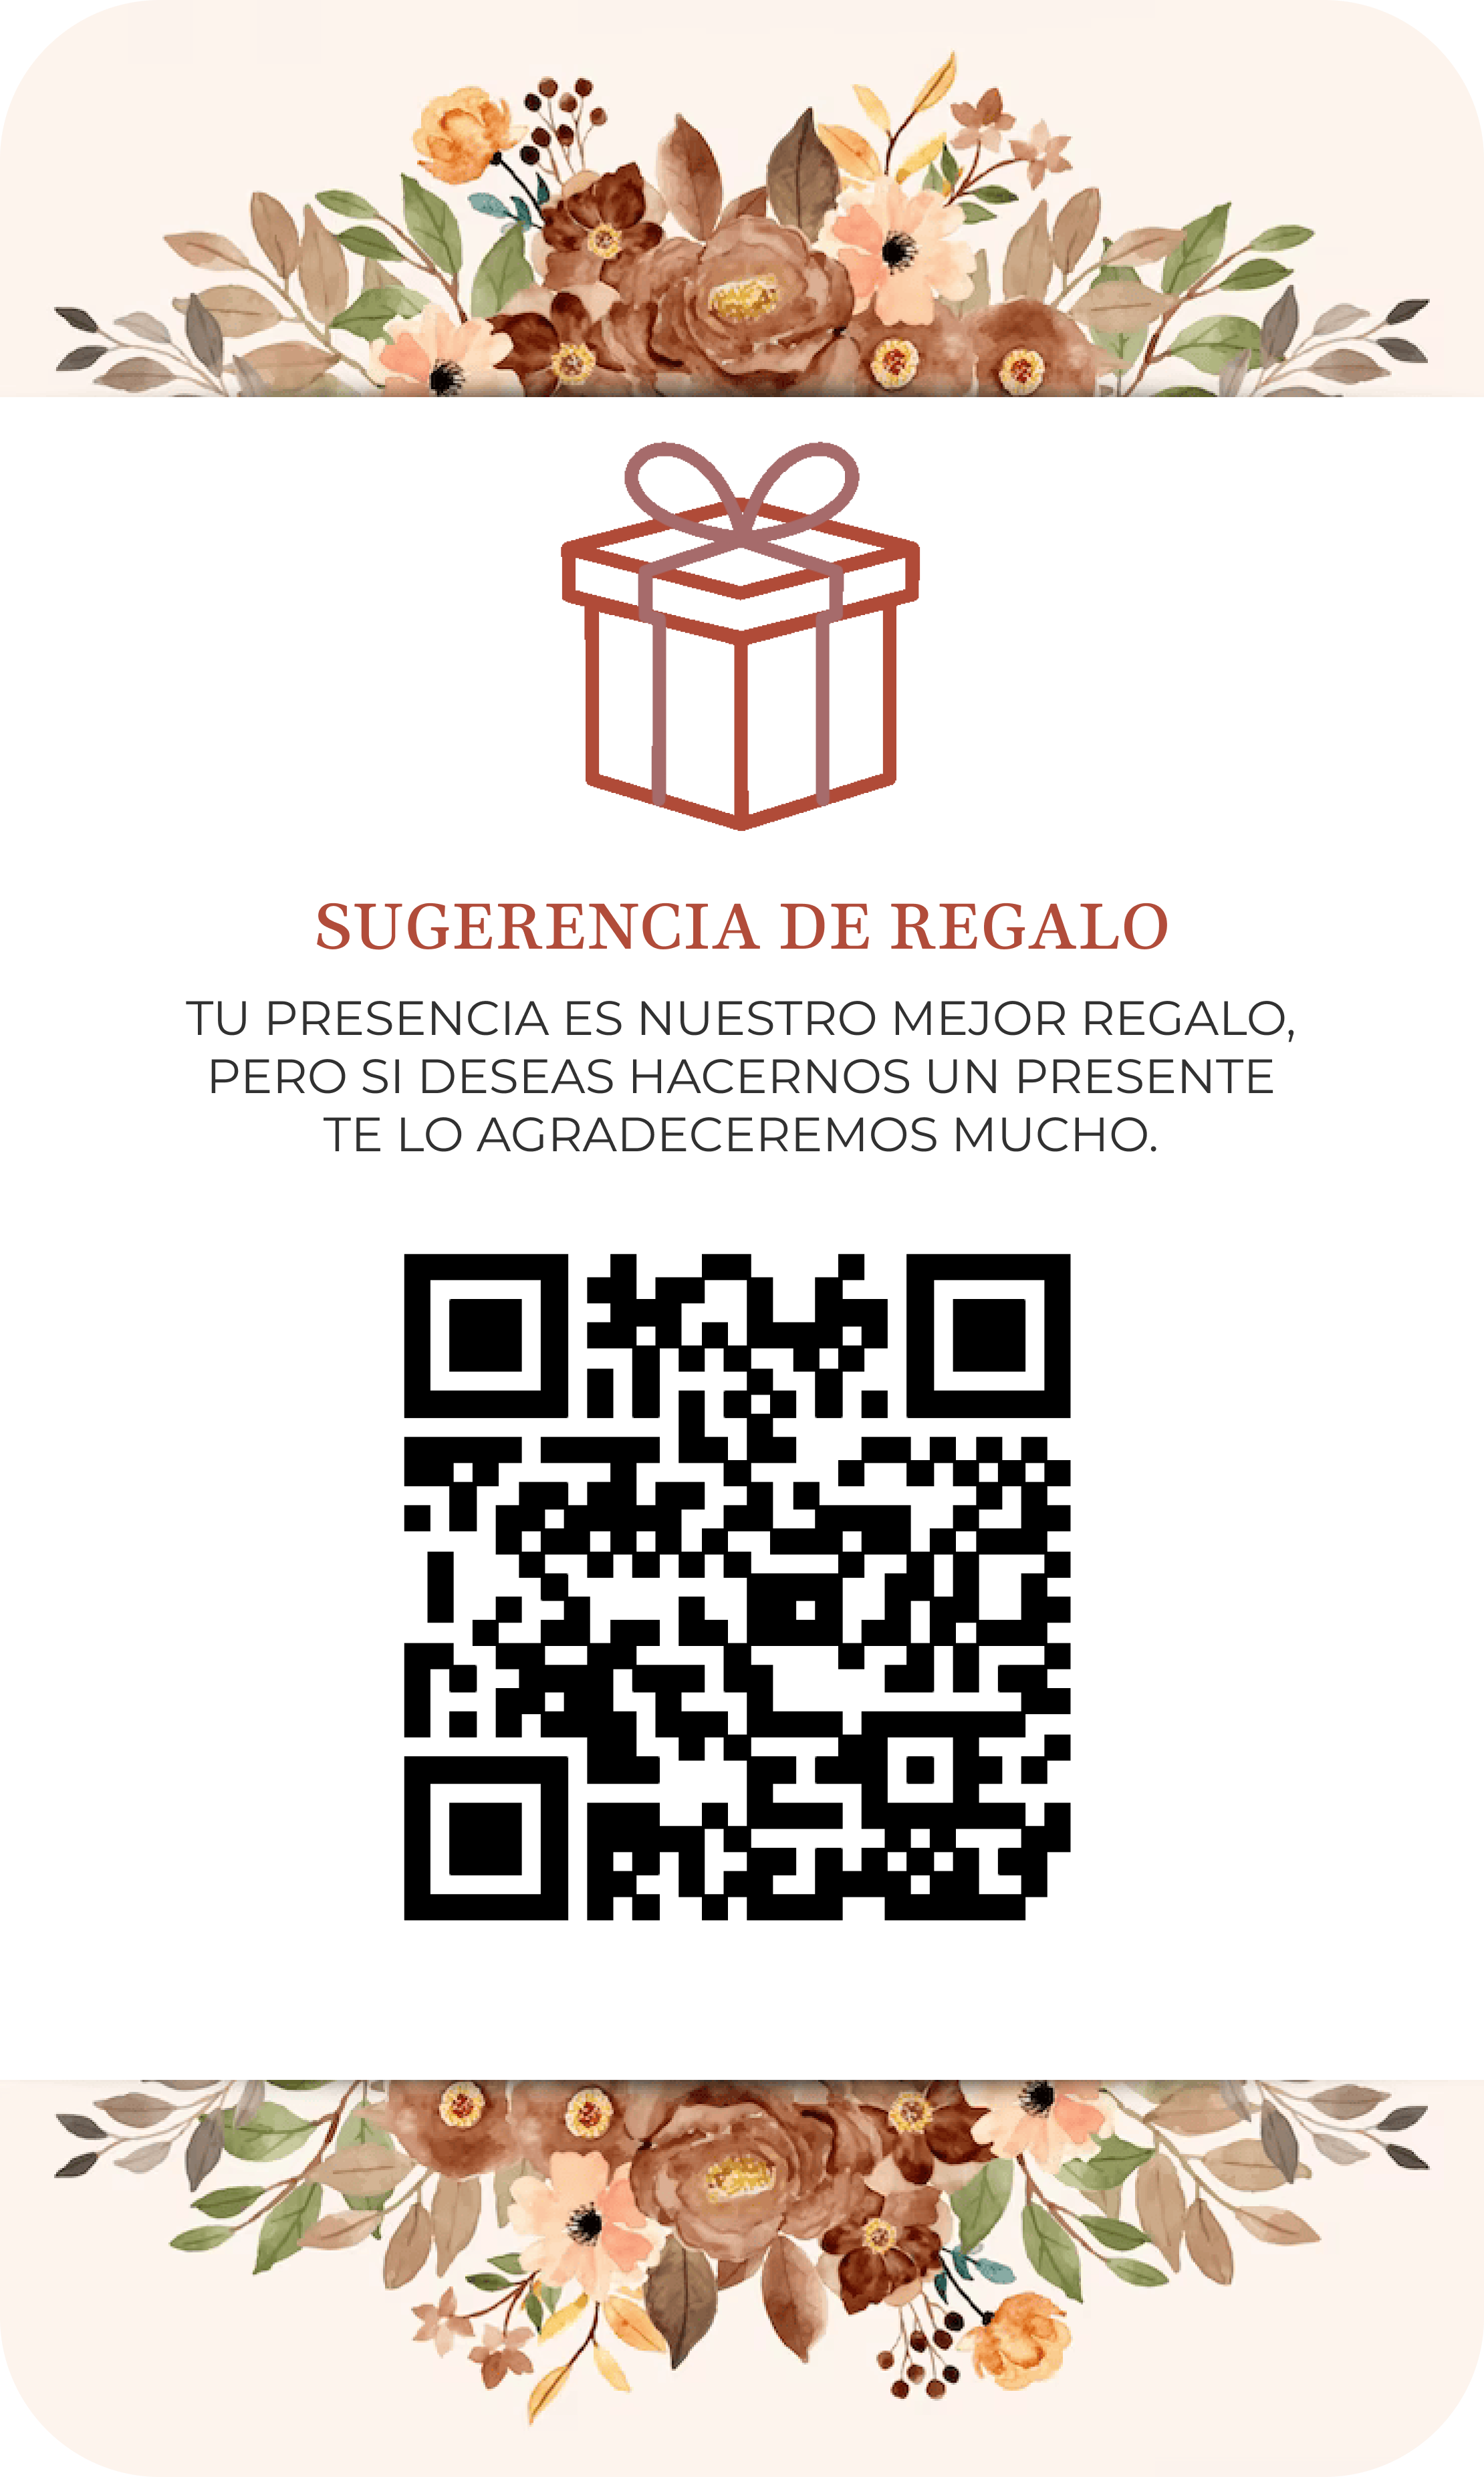 SUGERENCIA DE REGALO
TU PRESENCIA ES NUESTRO MEJOR REGALO,
PERO SI DESEAS HACERNOS UN PRESENTE
TE LO AGRADECEREMOS MUCHO.